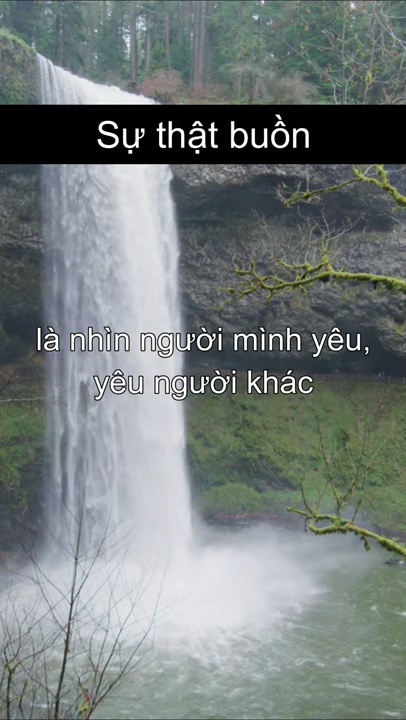 Sự thật buồn
là nhìn người mình yêu,
yêu người khác